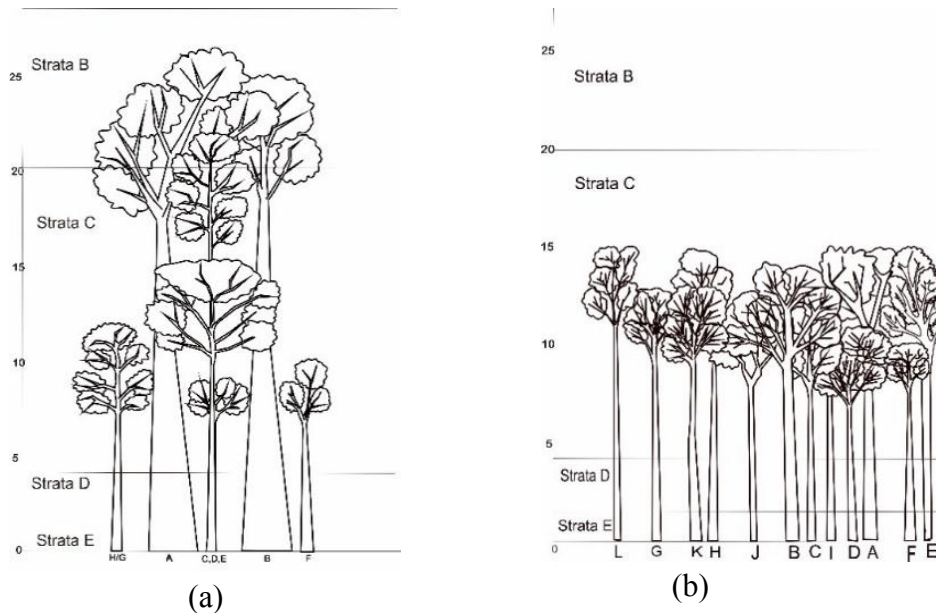 Strata B
25
20
Strata C
15
10
5
Strata D
Strata E
0
H/G A C,D,E B F
(a)
25
Strata B
20
Strata C
15
10
5
Strata D
Strata E
0
L G K H J B C I D A F E
(b)